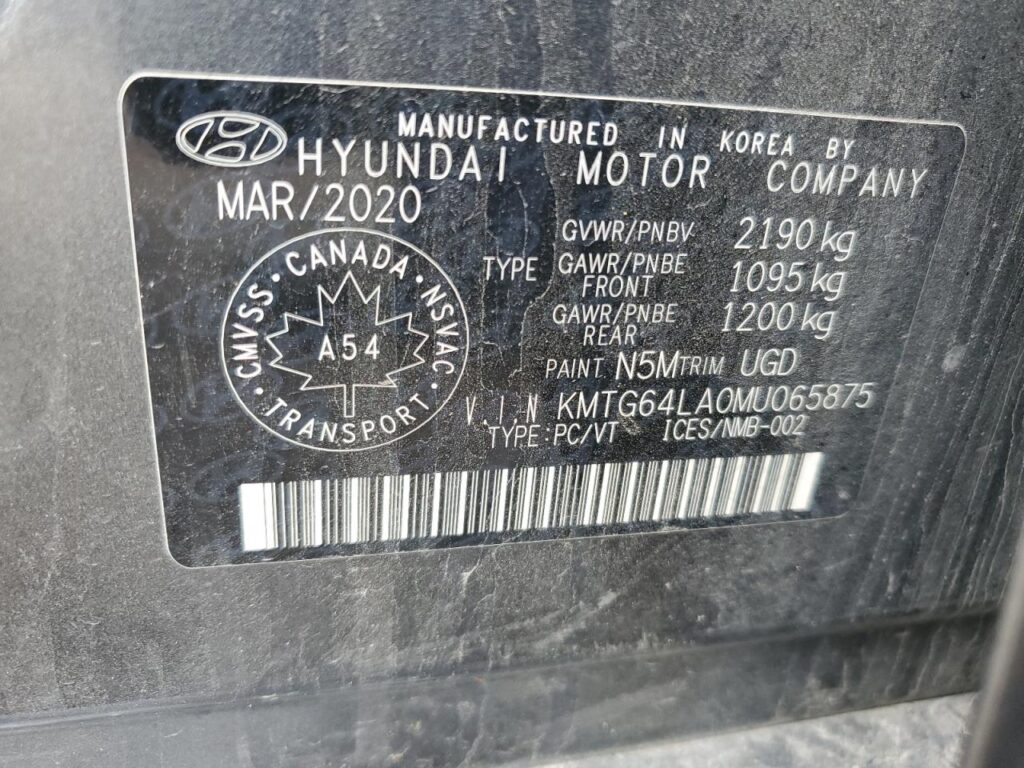 MANUFACTURED IN KOREA BY
HYUNDAI MOTOR COMPANY
MAR/2020
CANADA
CMVSS
NSVAC
A54
TRANSPORT
GVWR/PNBV 2190 kg
TYPE GAWR/PNBE FRONT 1095 kg
GAWR/PNBE REAR 1200 kg
PAINT N5M TRIM UGD
V.I.N KMTG64LA0MU065875
TYPE:PC/VT ICES/NMB-002